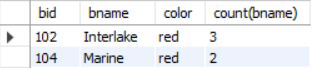 bid bname color count(bname)
102 Interlake red 3
104 Marine red 2